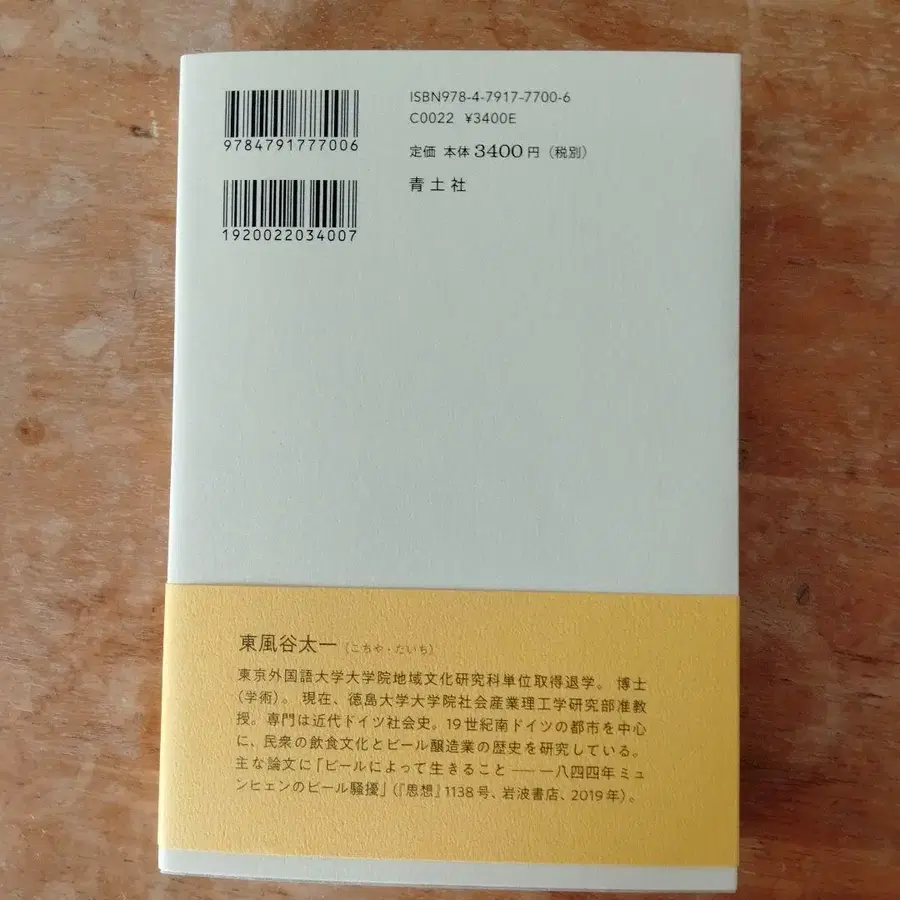 9784791777006
1920022034007
ISBN978-4-7917-7700-6
C0022 ¥3400E
定価 本体3400円(税別)
青土社
東風谷太一(こちや・たいち)
東京外国語大学大学院地域文化研究科単位取得退学。博士
(学術)。現在、徳島大学大学院社会産業理工学研究部准教
授。専門は近代ドイツ社会史。19世紀南ドイツの都市を中心
に、民衆の飲食文化とビール醸造業の歴史を研究している。
主な論文に「ビールによって生きること――一八四四年ミュ
ンヒェンのビール騒擾」(『思想』1138号、岩波書店、2019年)。